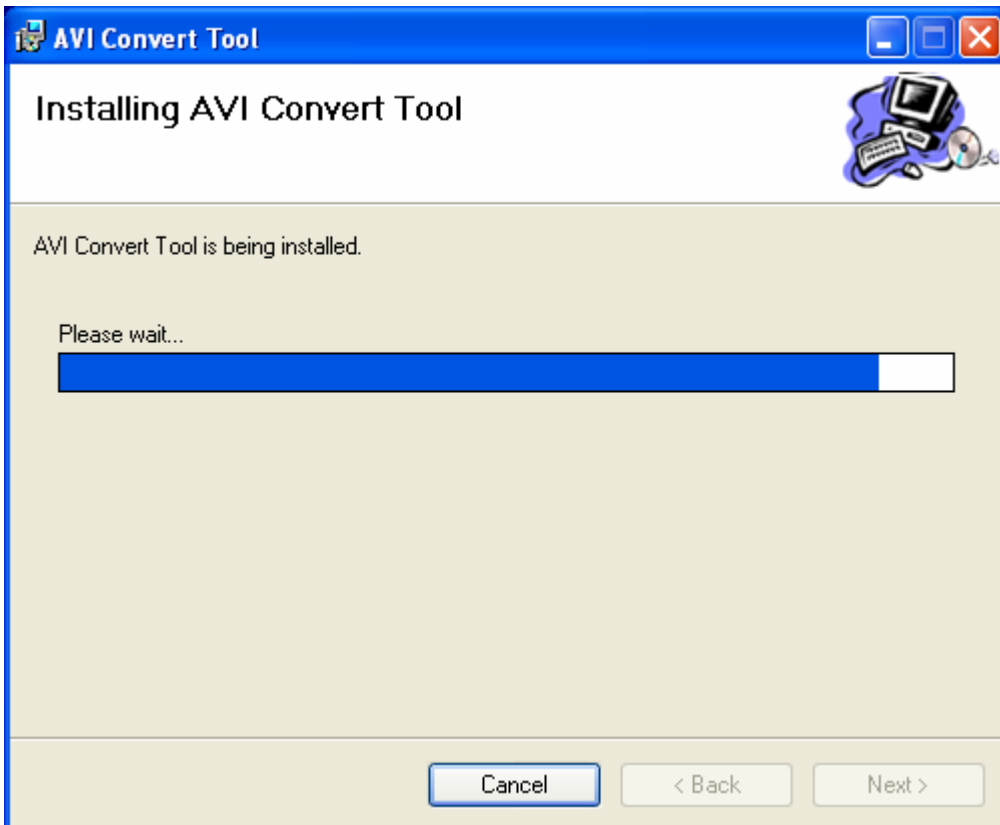 AVI Convert Tool
Installing AVI Convert Tool
AVI Convert Tool is being installed.
Please wait...
Cancel
< Back
Next >